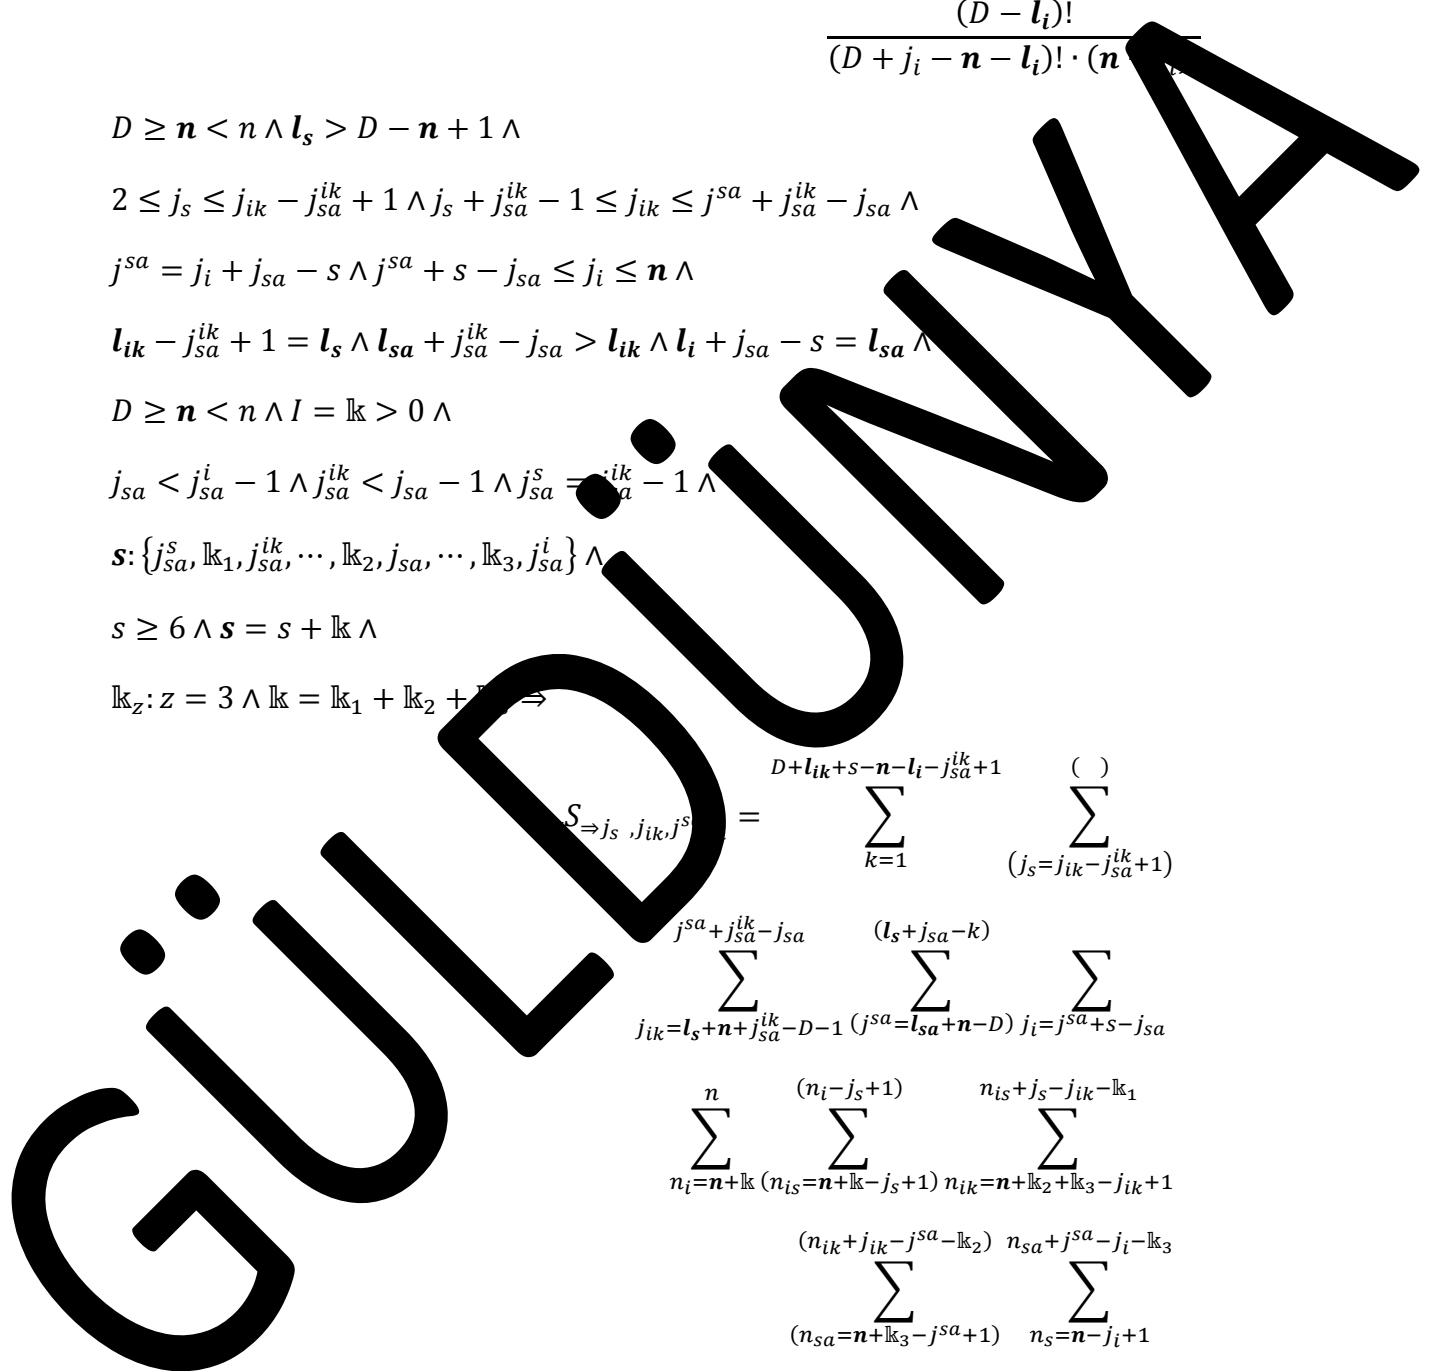 (D − l_i)!
(D + j_i − n − l_i)! · (n
D ≥ n < n ∧ l_s > D − n + 1 ∧
2 ≤ j_s ≤ j_ik − j_sa^ik + 1 ∧ j_s + j_sa^ik − 1 ≤ j_ik ≤ j^sa + j_sa^ik − j_sa ∧
j^sa = j_i + j_sa − s ∧ j^sa + s − j_sa ≤ j_i ≤ n ∧
l_ik − j_sa^ik + 1 = l_s ∧ l_sa + j_sa^ik − j_sa > l_ik ∧ l_i + j_sa − s = l_sa ∧
D ≥ n < n ∧ I = 𝕜 > 0 ∧
j_sa < j_sa^i − 1 ∧ j_sa^ik < j_sa − 1 ∧ j_sa^s = j_sa^ik − 1 ∧
s: {j_sa^s, 𝕜_1, j_sa^ik, ⋯ , 𝕜_2, j_sa, ⋯ , 𝕜_3, j_sa^i} ∧
s ≥ 6 ∧ s = s + 𝕜 ∧
𝕜_z: z = 3 ∧ 𝕜 = 𝕜_1 + 𝕜_2 + ⇒
D+l_ik+s−n−l_i−j_sa^ik+1 ( )
S_⇒j_s ,j_ik,j^s = ∑ ∑
k=1 (j_s=j_ik−j_sa^ik+1)
j^sa+j_sa^ik−j_sa (l_s+j_sa−k)
∑ ∑ ∑
j_ik=l_s+n+j_sa^ik−D−1 (j^sa=l_sa+n−D) j_i=j^sa+s−j_sa
n (n_i−j_s+1) n_is+j_s−j_ik−𝕜_1
∑ ∑ ∑
n_i=n+𝕜 (n_is=n+𝕜−j_s+1) n_ik=n+𝕜_2+𝕜_3−j_ik+1
(n_ik+j_ik−j^sa−𝕜_2) n_sa+j^sa−j_i−𝕜_3
∑ ∑
(n_sa=n+𝕜_3−j^sa+1) n_s=n−j_i+1
GÜLDÜNYA